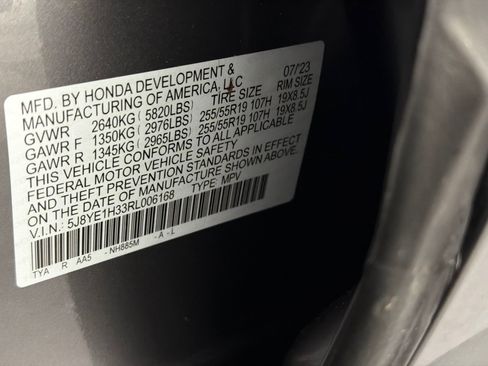 MFD. BY HONDA DEVELOPMENT & 07/23
MANUFACTURING OF AMERICA, LLC
TIRE SIZE RIM SIZE
GVWR 2640KG ( 5820LBS)
GAWR F 1350KG ( 2976LBS) 255/55R19 107H 19X8.5J
GAWR R 1345KG ( 2965LBS) 255/55R19 107H 19X8.5J
THIS VEHICLE CONFORMS TO ALL APPLICABLE
FEDERAL MOTOR VEHICLE SAFETY
AND THEFT PREVENTION STANDARDS IN EFFECT
ON THE DATE OF MANUFACTURE SHOWN ABOVE.
V.I.N.: 5J8YE1H33RL006168 TYPE: MPV
TYA R AA5 - NH885M - A - L